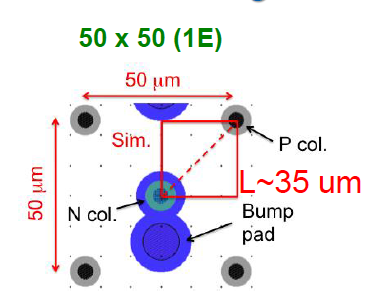 50 x 50 (1E)
50 µm
Sim.
P col.
50 µm
L~35 um
N col.
Bump
pad